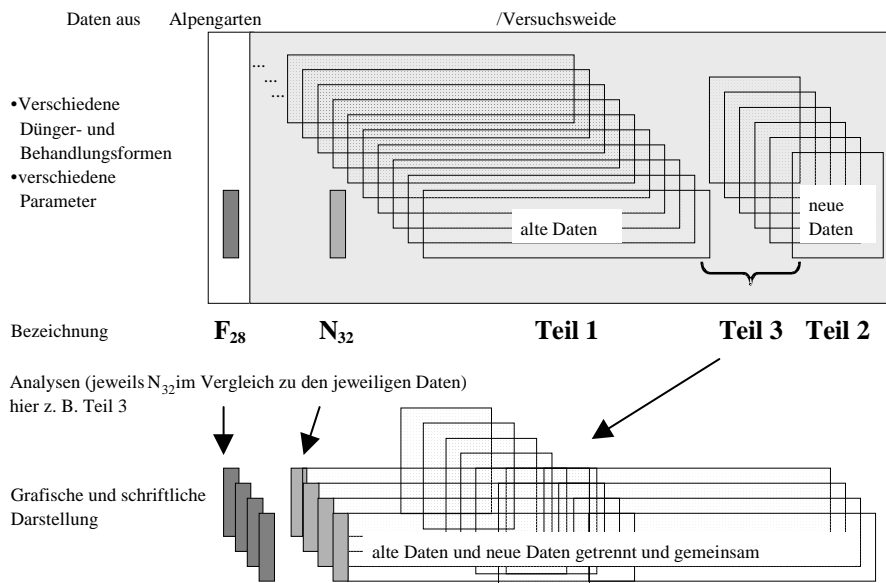 Daten aus Alpengarten /Versuchsweide
...
...
...
•Verschiedene
Dünger- und
Behandlungsformen
•verschiedene
Parameter
alte Daten
neue
Daten
Bezeichnung F28 N32 Teil 1 Teil 3 Teil 2
Analysen (jeweils N32 im Vergleich zu den jeweiligen Daten)
hier z. B. Teil 3
Grafische und schriftliche
Darstellung
alte Daten und neue Daten getrennt und gemeinsam